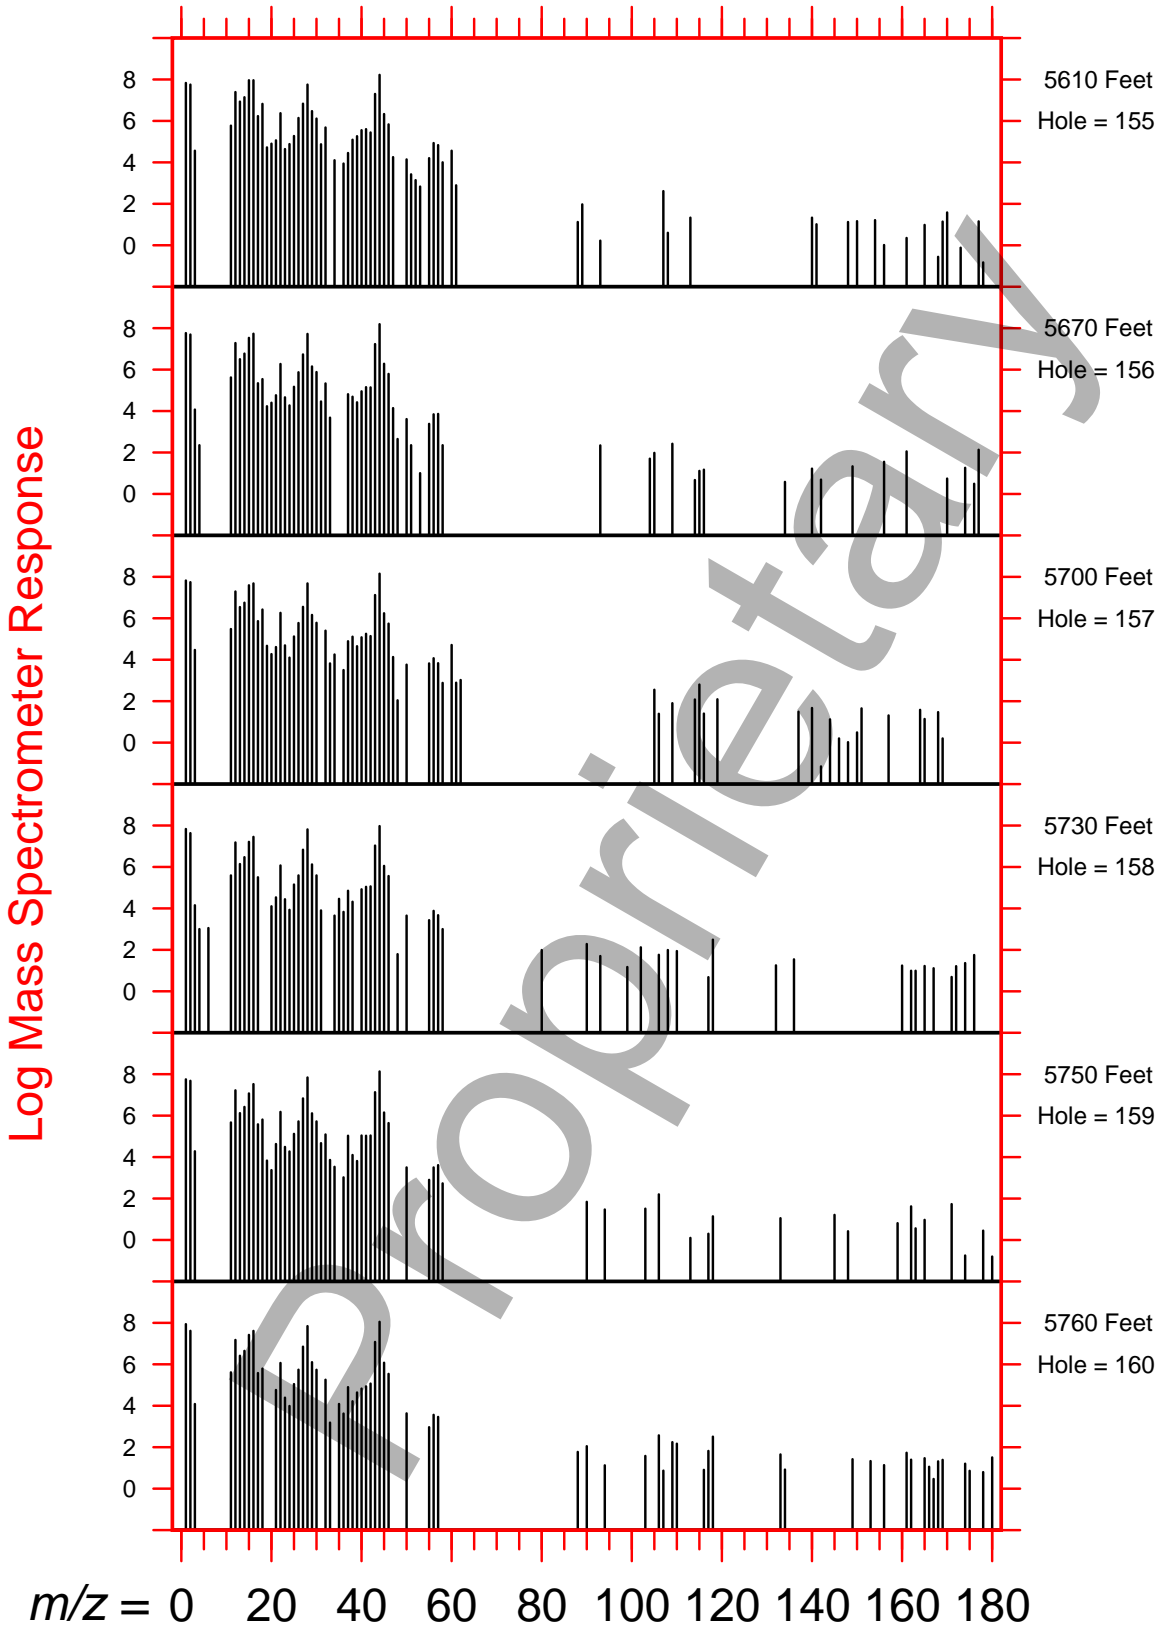 Log Mass Spectrometer Response
8
6
4
2
0
5610 Feet
Hole = 155
8
6
4
2
0
5670 Feet
Hole = 156
8
6
4
2
0
5700 Feet
Hole = 157
8
6
4
2
0
5730 Feet
Hole = 158
8
6
4
2
0
5750 Feet
Hole = 159
8
6
4
2
0
5760 Feet
Hole = 160
m/z = 0 20 40 60 80 100 120 140 160 180
Proprietary